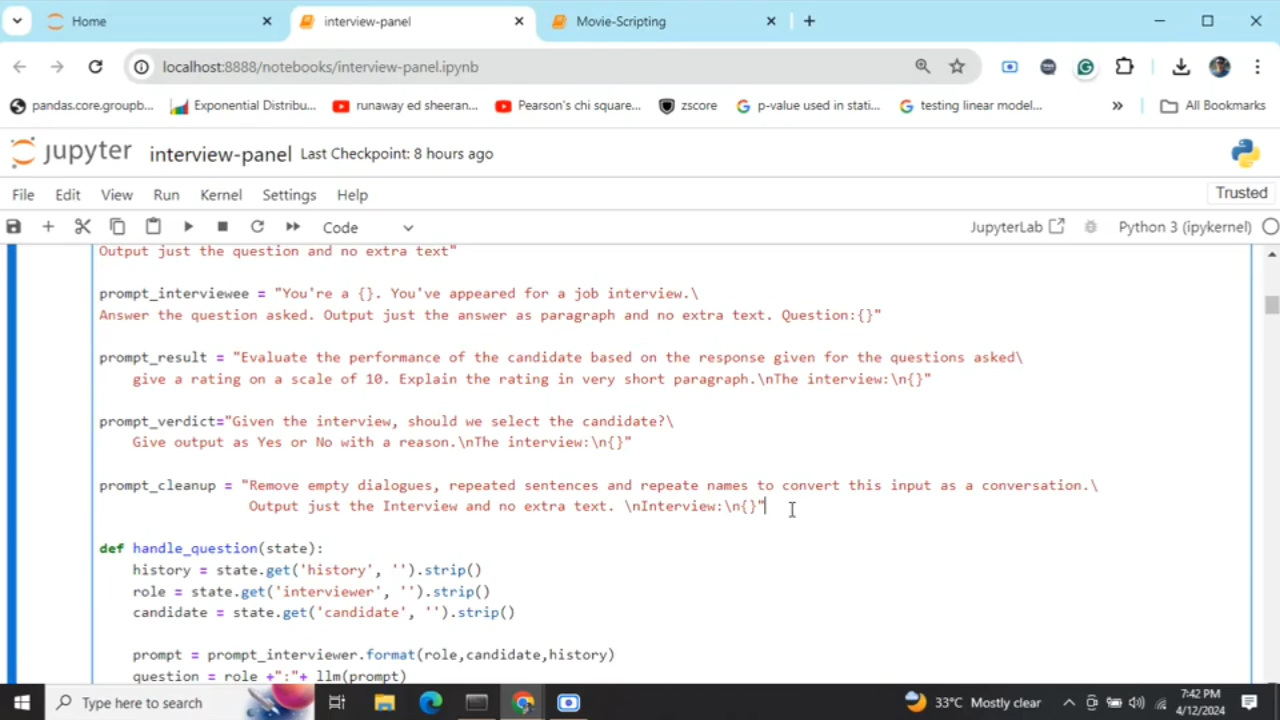 Home
interview-panel
Movie-Scripting
localhost:8888/notebooks/interview-panel.ipynb
pandas.core.groupb...
Exponential Distribu...
runaway ed sheeran...
Pearson's chi square...
zscore
p-value used in stati...
testing linear model...
»
All Bookmarks
jupyter interview-panel Last Checkpoint: 8 hours ago
File Edit View Run Kernel Settings Help
Trusted
Code
JupyterLab
Python 3 (ipykernel)
Output just the question and no extra text"
prompt_interviewee = "You're a {}. You've appeared for a job interview.\
Answer the question asked. Output just the answer as paragraph and no extra text. Question:{}"
prompt_result = "Evaluate the performance of the candidate based on the response given for the questions asked\
give a rating on a scale of 10. Explain the rating in very short paragraph.\nThe interview:\n{}"
prompt_verdict="Given the interview, should we select the candidate?\
Give output as Yes or No with a reason.\nThe interview:\n{}"
prompt_cleanup = "Remove empty dialogues, repeated sentences and repeate names to convert this input as a conversation.\
Output just the Interview and no extra text. \nInterview:\n{}"
def handle_question(state):
history = state.get('history', '').strip()
role = state.get('interviewer', '').strip()
candidate = state.get('candidate', '').strip()
prompt = prompt_interviewer.format(role,candidate,history)
question = role +":"+ llm(prompt)
Type here to search
33°C Mostly clear
7:42 PM
4/12/2024